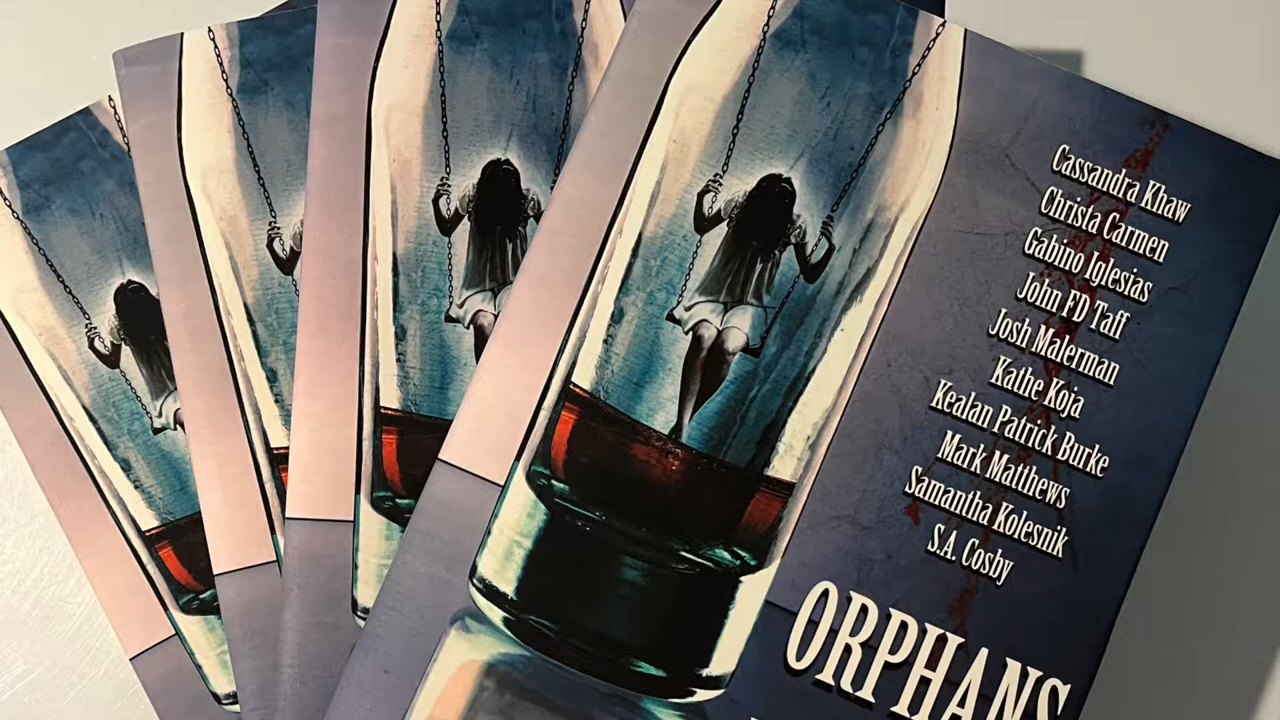 Cassandra Khaw
Christa Carmen
Gabino Iglesias
John FD Taff
Josh Malerman
Kathe Koja
Kealan Patrick Burke
Mark Matthews
Samantha Kolesnik
S.A. Cosby
ORPHANS